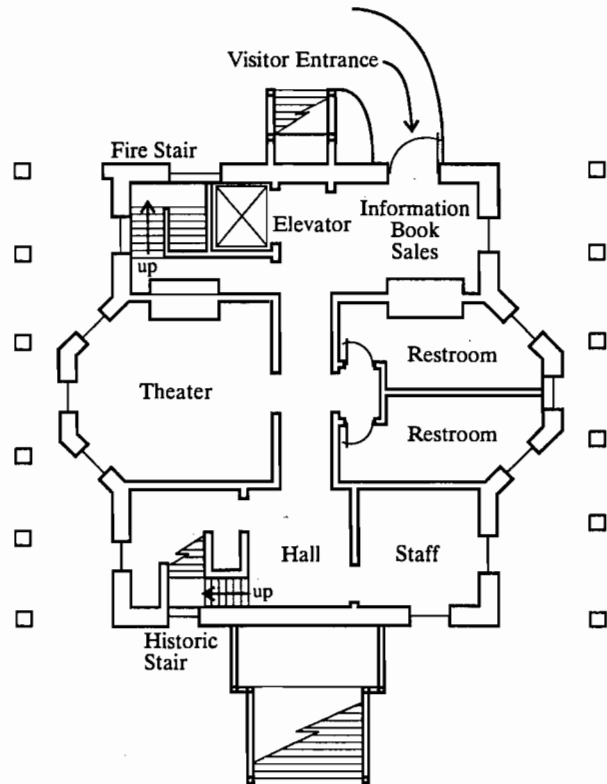 Visitor Entrance
Fire Stair
Elevator
Information
Book
Sales
up
Restroom
Theater
Restroom
Hall
Staff
up
Historic
Stair